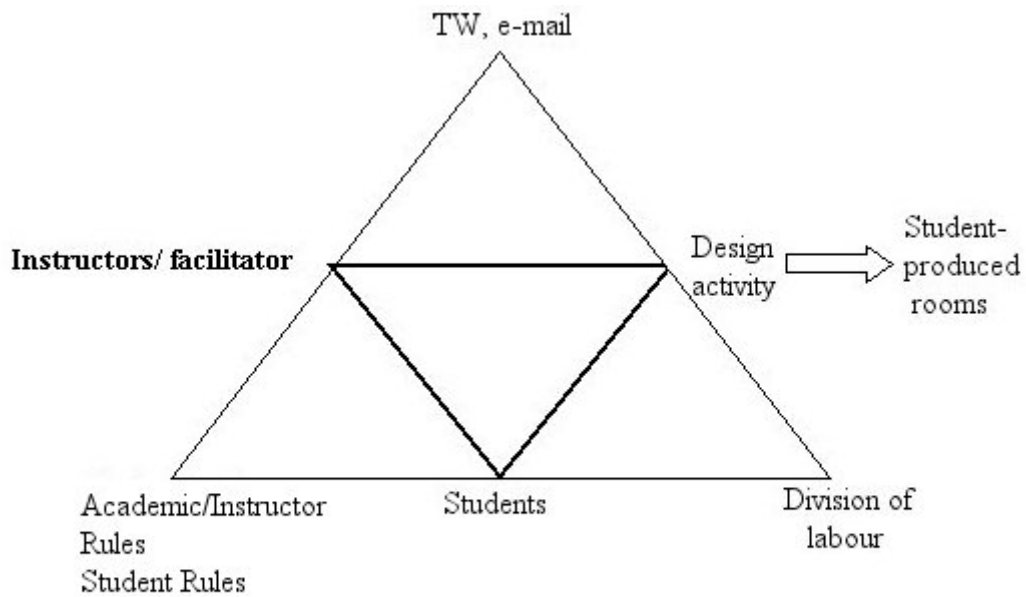 TW, e-mail
Instructors/ facilitator
Design
activity
Student-
produced
rooms
Academic/Instructor
Rules
Student Rules
Students
Division of
labour